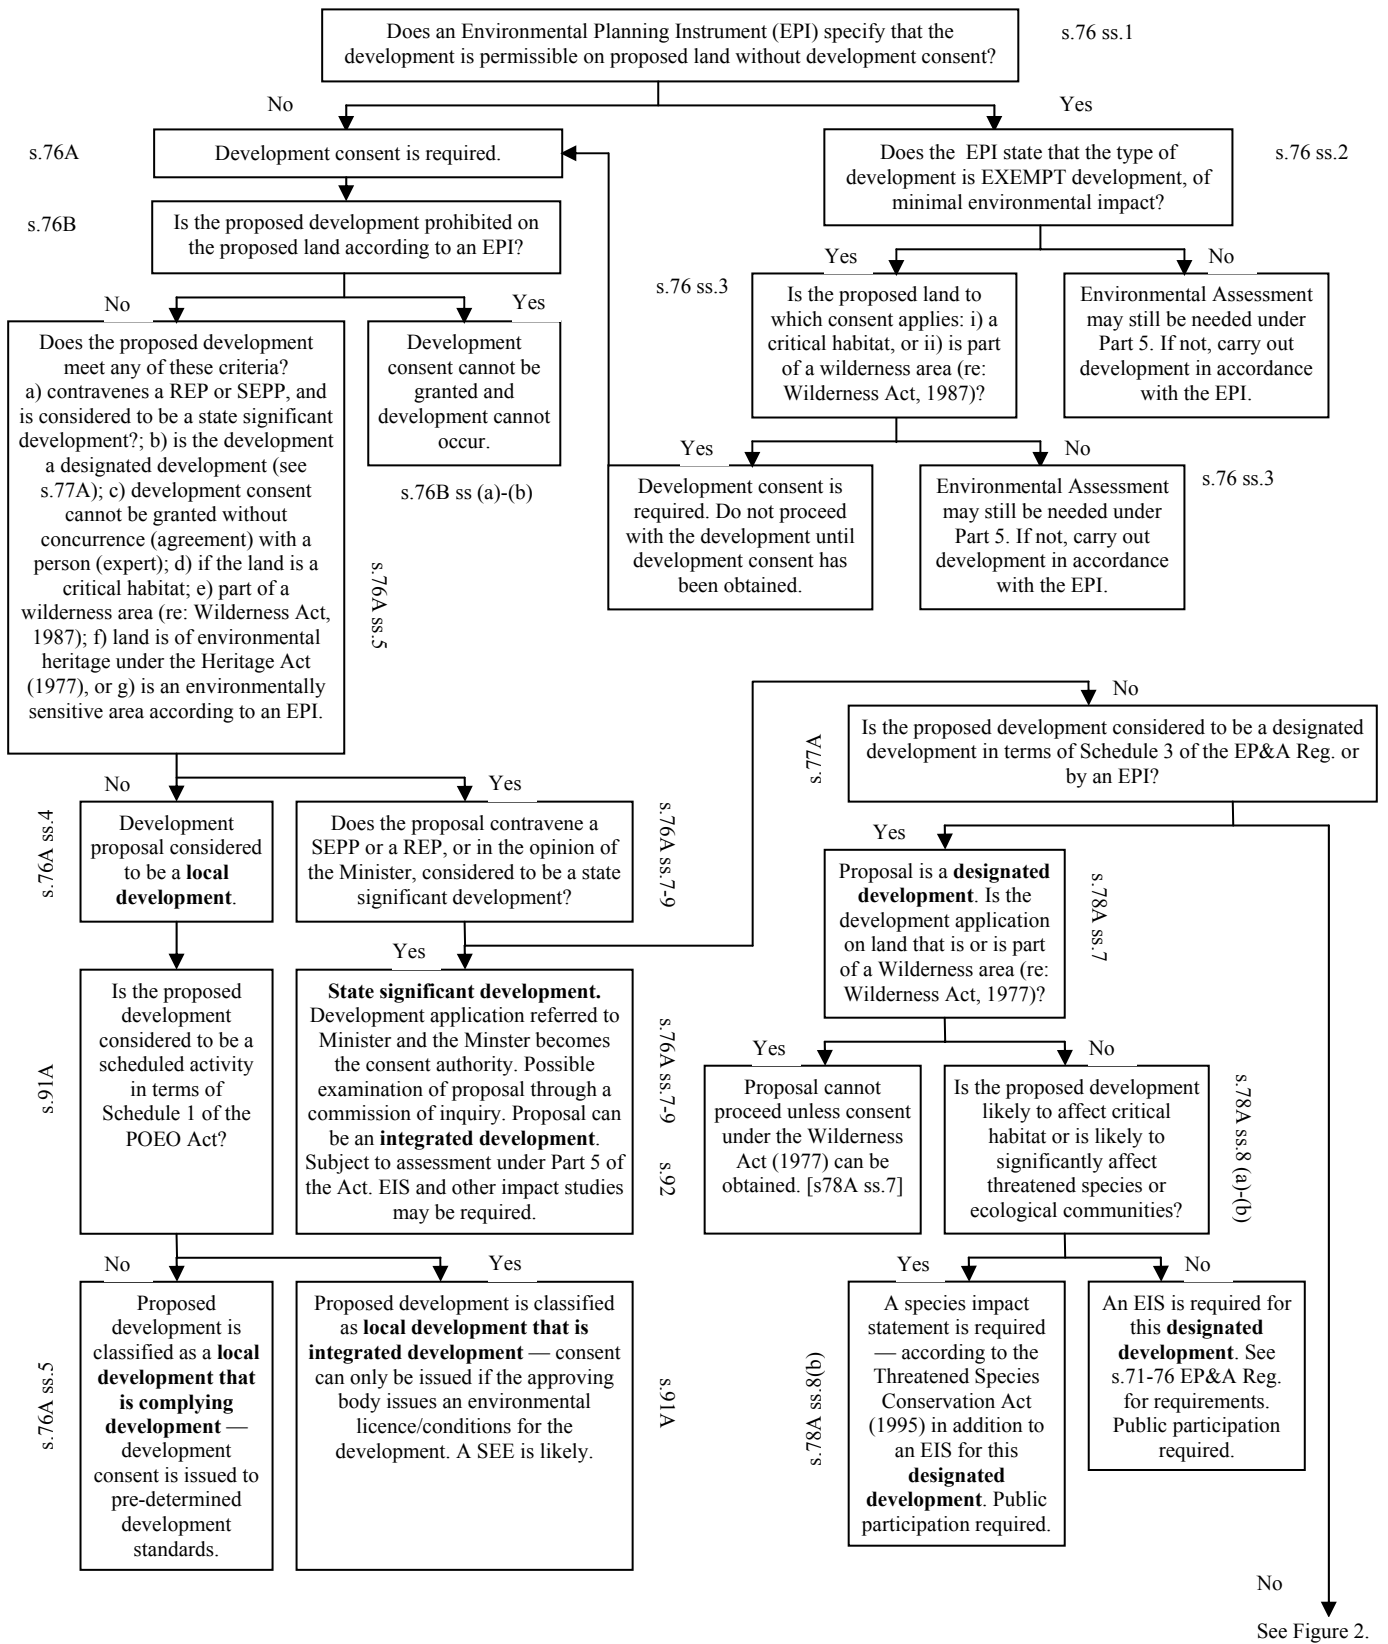 Does an Environmental Planning Instrument (EPI) specify that the
development is permissible on proposed land without development consent?
s.76 ss.1
No
Yes
s.76A
Development consent is required.
Does the EPI state that the type of
development is EXEMPT development, of
minimal environmental impact?
s.76 ss.2
s.76B
Is the proposed development prohibited on
the proposed land according to an EPI?
Yes
No
s.76 ss.3
Is the proposed land to
which consent applies: i) a
critical habitat, or ii) is part
of a wilderness area (re:
Wilderness Act, 1987)?
Environmental Assessment
may still be needed under
Part 5. If not, carry out
development in accordance
with the EPI.
No
Yes
Does the proposed development
meet any of these criteria?
a) contravenes a REP or SEPP, and
is considered to be a state significant
development?; b) is the development
a designated development (see
s.77A); c) development consent
cannot be granted without
concurrence (agreement) with a
person (expert); d) if the land is a
critical habitat; e) part of a
wilderness area (re: Wilderness Act,
1987); f) land is of environmental
heritage under the Heritage Act
(1977), or g) is an environmentally
sensitive area according to an EPI.
Development
consent cannot be
granted and
development cannot
occur.
s.76B ss (a)-(b)
s.76A ss.5
Yes
No
s.76 ss.3
Development consent is
required. Do not proceed
with the development until
development consent has
been obtained.
Environmental Assessment
may still be needed under
Part 5. If not, carry out
development in accordance
with the EPI.
No
s.77A
Is the proposed development considered to be a designated
development in terms of Schedule 3 of the EP&A Reg. or
by an EPI?
No
Yes
s.76A ss.4
Development
proposal considered
to be a local
development.
Does the proposal contravene a
SEPP or a REP, or in the opinion of
the Minister, considered to be a state
significant development?
s.76A ss.7-9
Yes
Proposal is a designated
development. Is the
development application
on land that is or is part
of a Wilderness area (re:
Wilderness Act, 1977)?
s.78A ss.7
Yes
s.91A
Is the proposed
development
considered to be a
scheduled activity
in terms of
Schedule 1 of the
POEO Act?
State significant development.
Development application referred to
Minister and the Minster becomes
the consent authority. Possible
examination of proposal through a
commission of inquiry. Proposal can
be an integrated development.
Subject to assessment under Part 5 of
the Act. EIS and other impact studies
may be required.
s.76A ss.7-9
s.92
Yes
No
Proposal cannot
proceed unless consent
under the Wilderness
Act (1977) can be
obtained. [s78A ss.7]
Is the proposed development
likely to affect critical
habitat or is likely to
significantly affect
threatened species or
ecological communities?
s.78A ss.8 (a)-(b)
No
Yes
s.76A ss.5
Proposed
development is
classified as a local
development that
is complying
development —
development
consent is issued to
pre-determined
development
standards.
Proposed development is classified
as local development that is
integrated development — consent
can only be issued if the approving
body issues an environmental
licence/conditions for the
development. A SEE is likely.
s.91A
Yes
No
s.78A ss.8(b)
A species impact
statement is required
— according to the
Threatened Species
Conservation Act
(1995) in addition to
an EIS for this
designated
development. Public
participation required.
An EIS is required for
this designated
development. See
s.71-76 EP&A Reg.
for requirements.
Public participation
required.
No
See Figure 2.